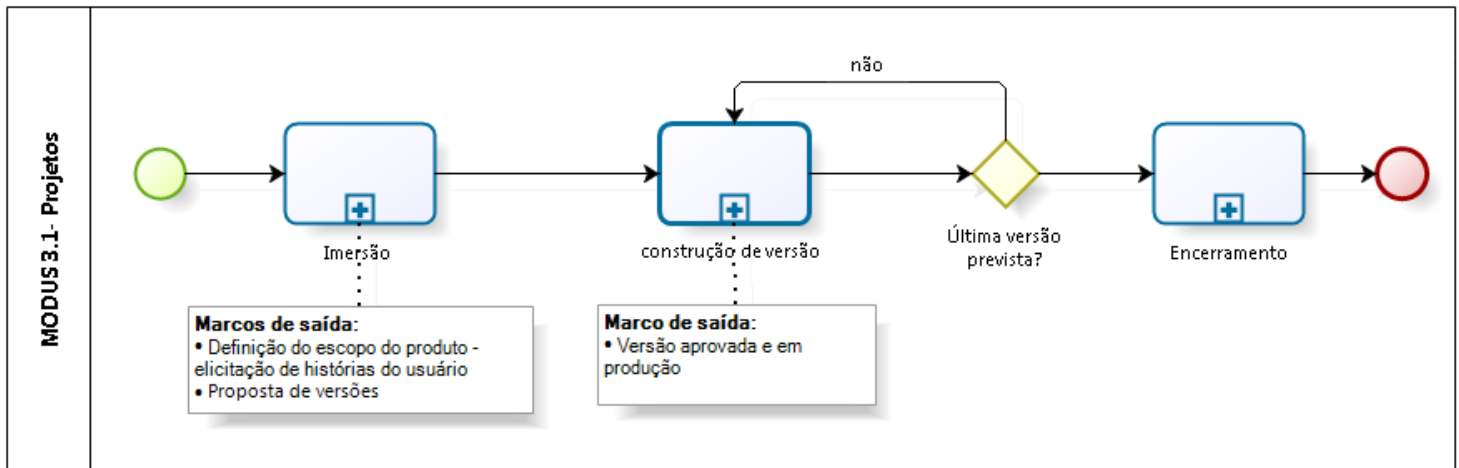 MODUS 3.1- Projetos
não
Imersão
construção de versão
Última versão
prevista?
Encerramento
Marcos de saída:
• Definição do escopo do produto -
elicitação de histórias do usuário
• Proposta de versões
Marco de saída:
• Versão aprovada e em
produção